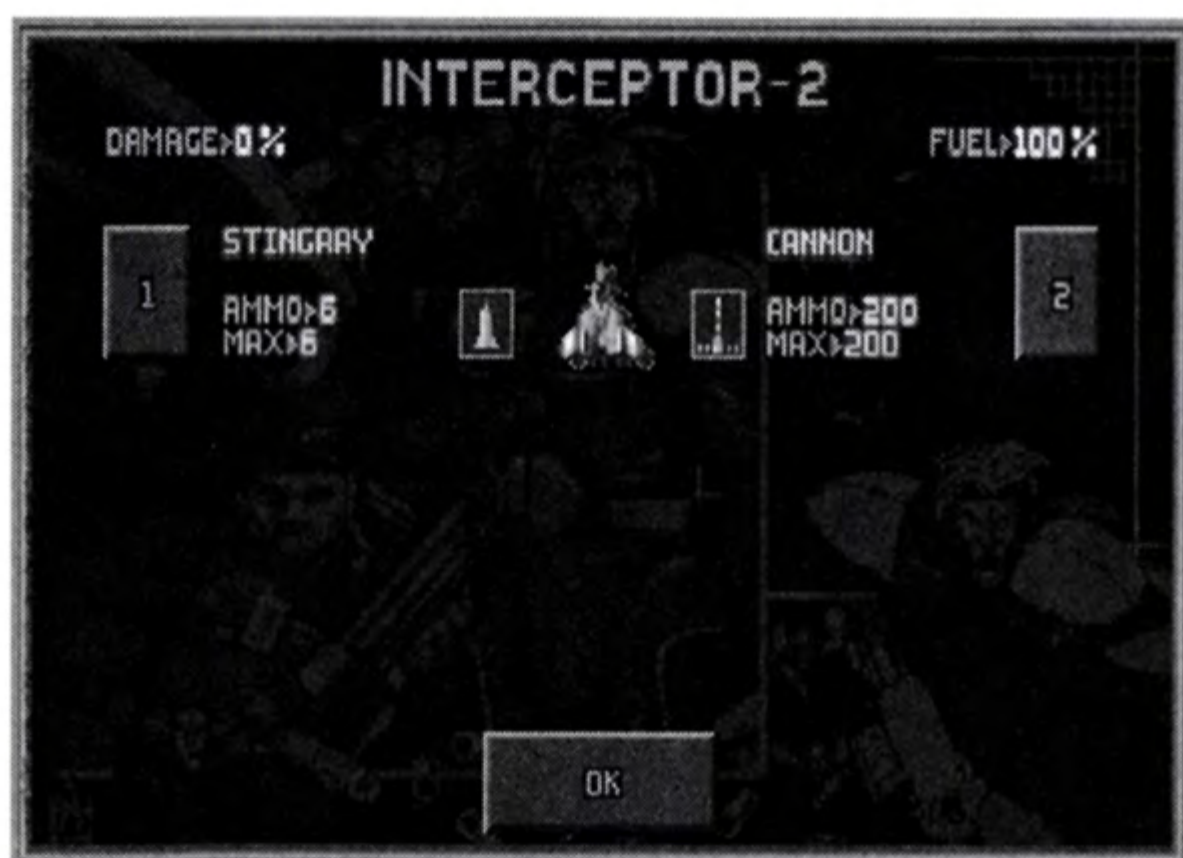 INTERCEPTOR-2
DAMAGE>0%
FUEL>100%
1
STINGRAY
AMMO>6
MAX>6
CANNON
AMMO>200
MAX>200
2
OK